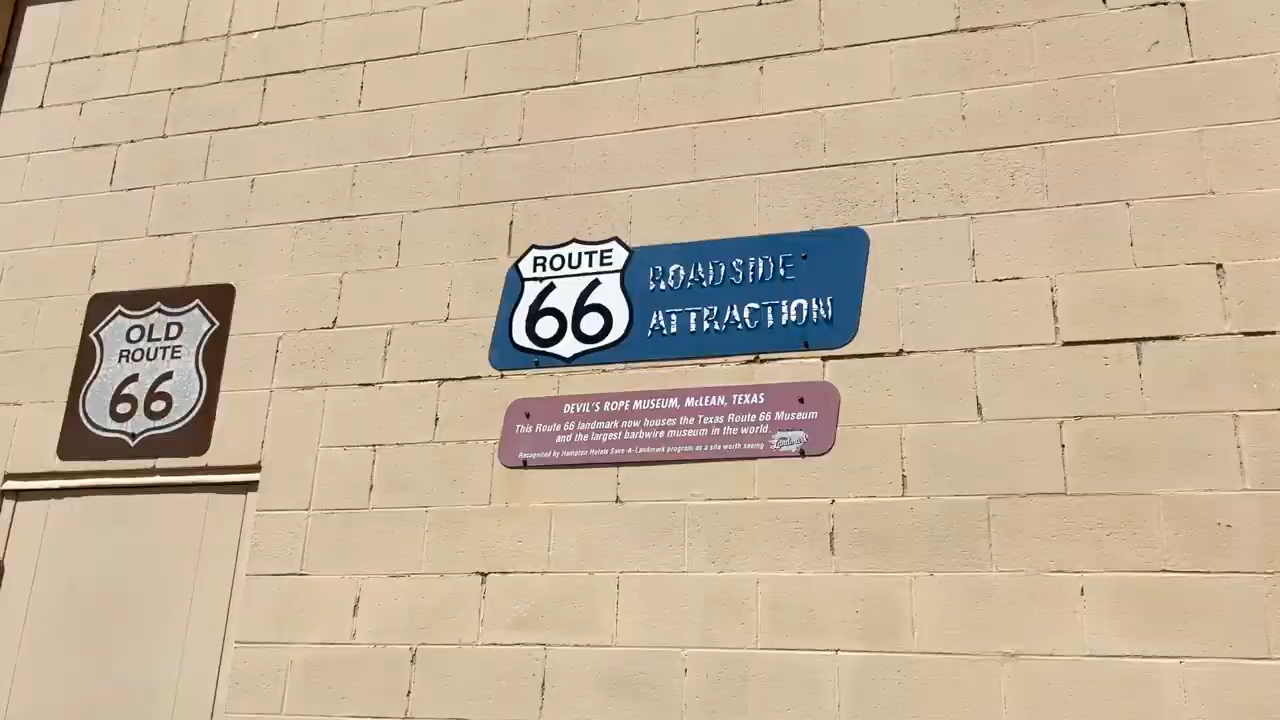 OLD
ROUTE
66
ROUTE
66
ROADSIDE
ATTRACTION
DEVIL'S ROPE MUSEUM, McLEAN, TEXAS
This Route 66 landmark now houses the Texas Route 66 Museum
and the largest barbwire museum in the world.
Recognized by Hampton Hotels Save-A-Landmark program as a site worth seeing
Landmark